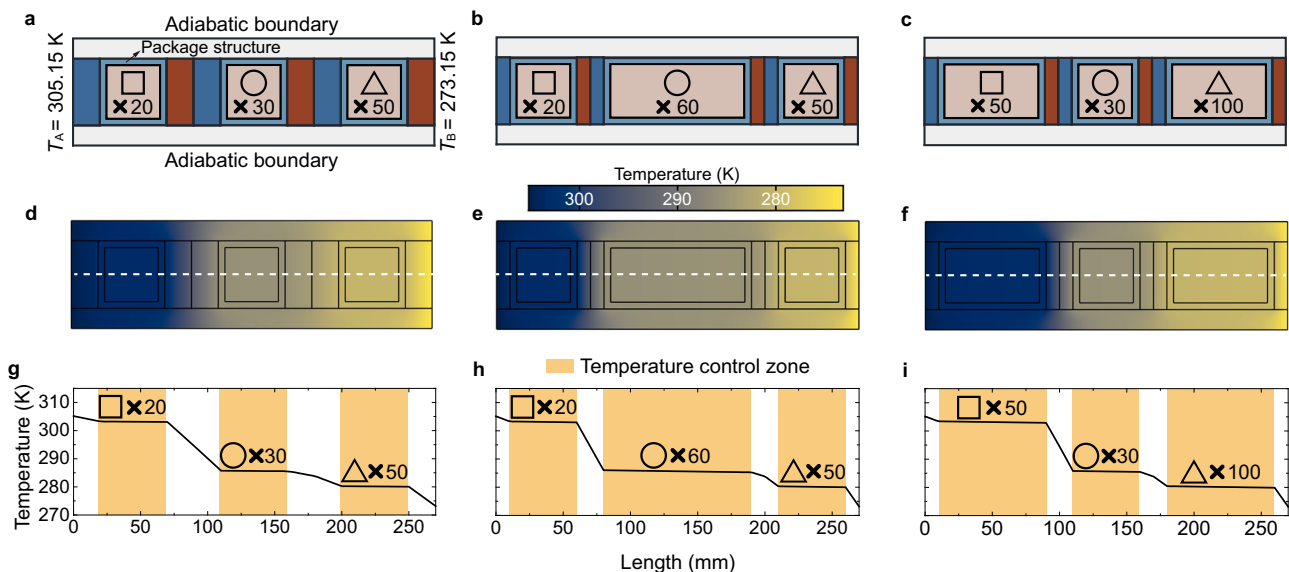 a
Adiabatic boundary
Package structure
×20
×30
×50
TA = 305.15 K
TB = 273.15 K
Adiabatic boundary
b
×20
×60
×50
c
×50
×30
×100
Temperature (K)
300
290
280
d
e
f
Temperature control zone
g
Temperature (K)
310
300
290
280
270
×20
×30
×50
0
50
100
150
200
250
h
×20
×60
×50
0
50
100
150
200
250
i
×50
×30
×100
0
50
100
150
200
250
Length (mm)